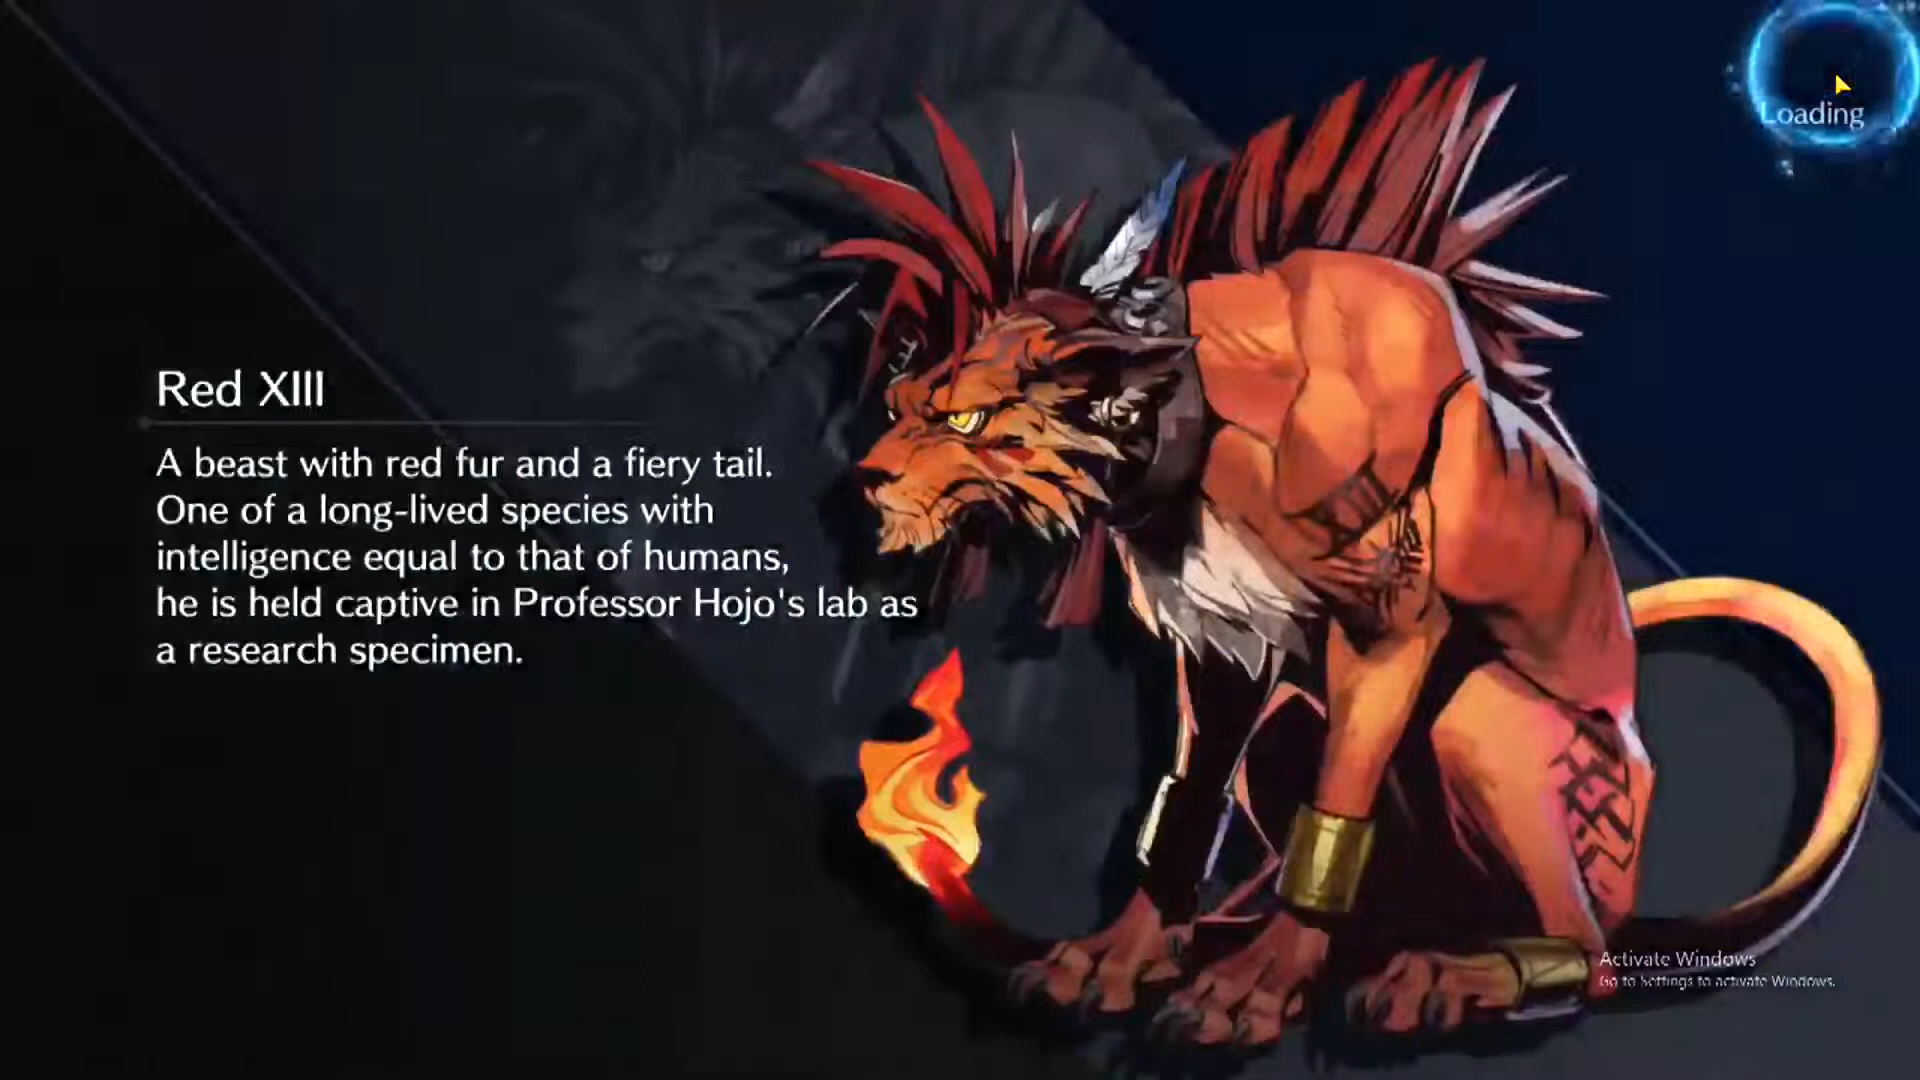 Loading
Red XIII
A beast with red fur and a fiery tail.
One of a long-lived species with
intelligence equal to that of humans,
he is held captive in Professor Hojo's lab as
a research specimen.
Activate Windows
Go to Settings to activate Windows.